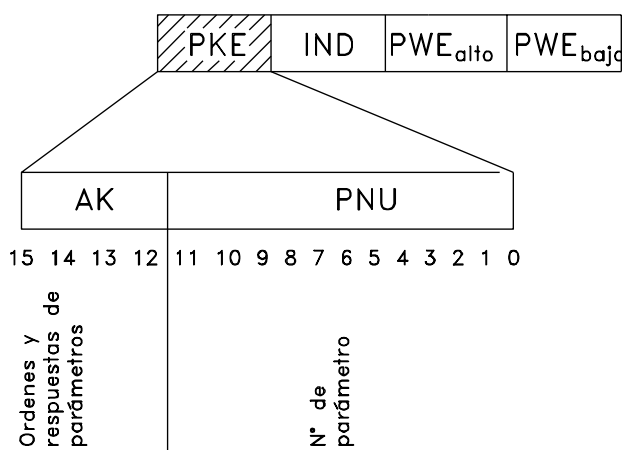 PKE IND PWEalto PWEbajo
AK PNU
15 14 13 12 11 10 9 8 7 6 5 4 3 2 1 0
Ordenes y
respuestas de
parámetros
N° de
parámetro